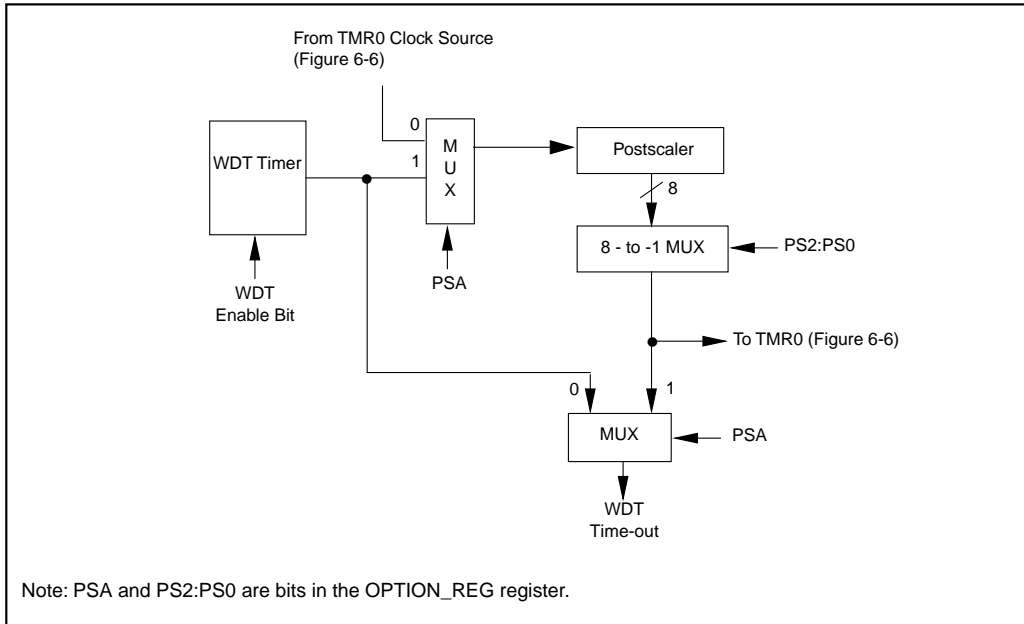 From TMR0 Clock Source
(Figure 6-6)
0
1
M
U
X
WDT Timer
Postscaler
8
8 - to -1 MUX
PS2:PS0
PSA
WDT
Enable Bit
To TMR0 (Figure 6-6)
0
1
MUX
PSA
WDT
Time-out
Note: PSA and PS2:PS0 are bits in the OPTION_REG register.